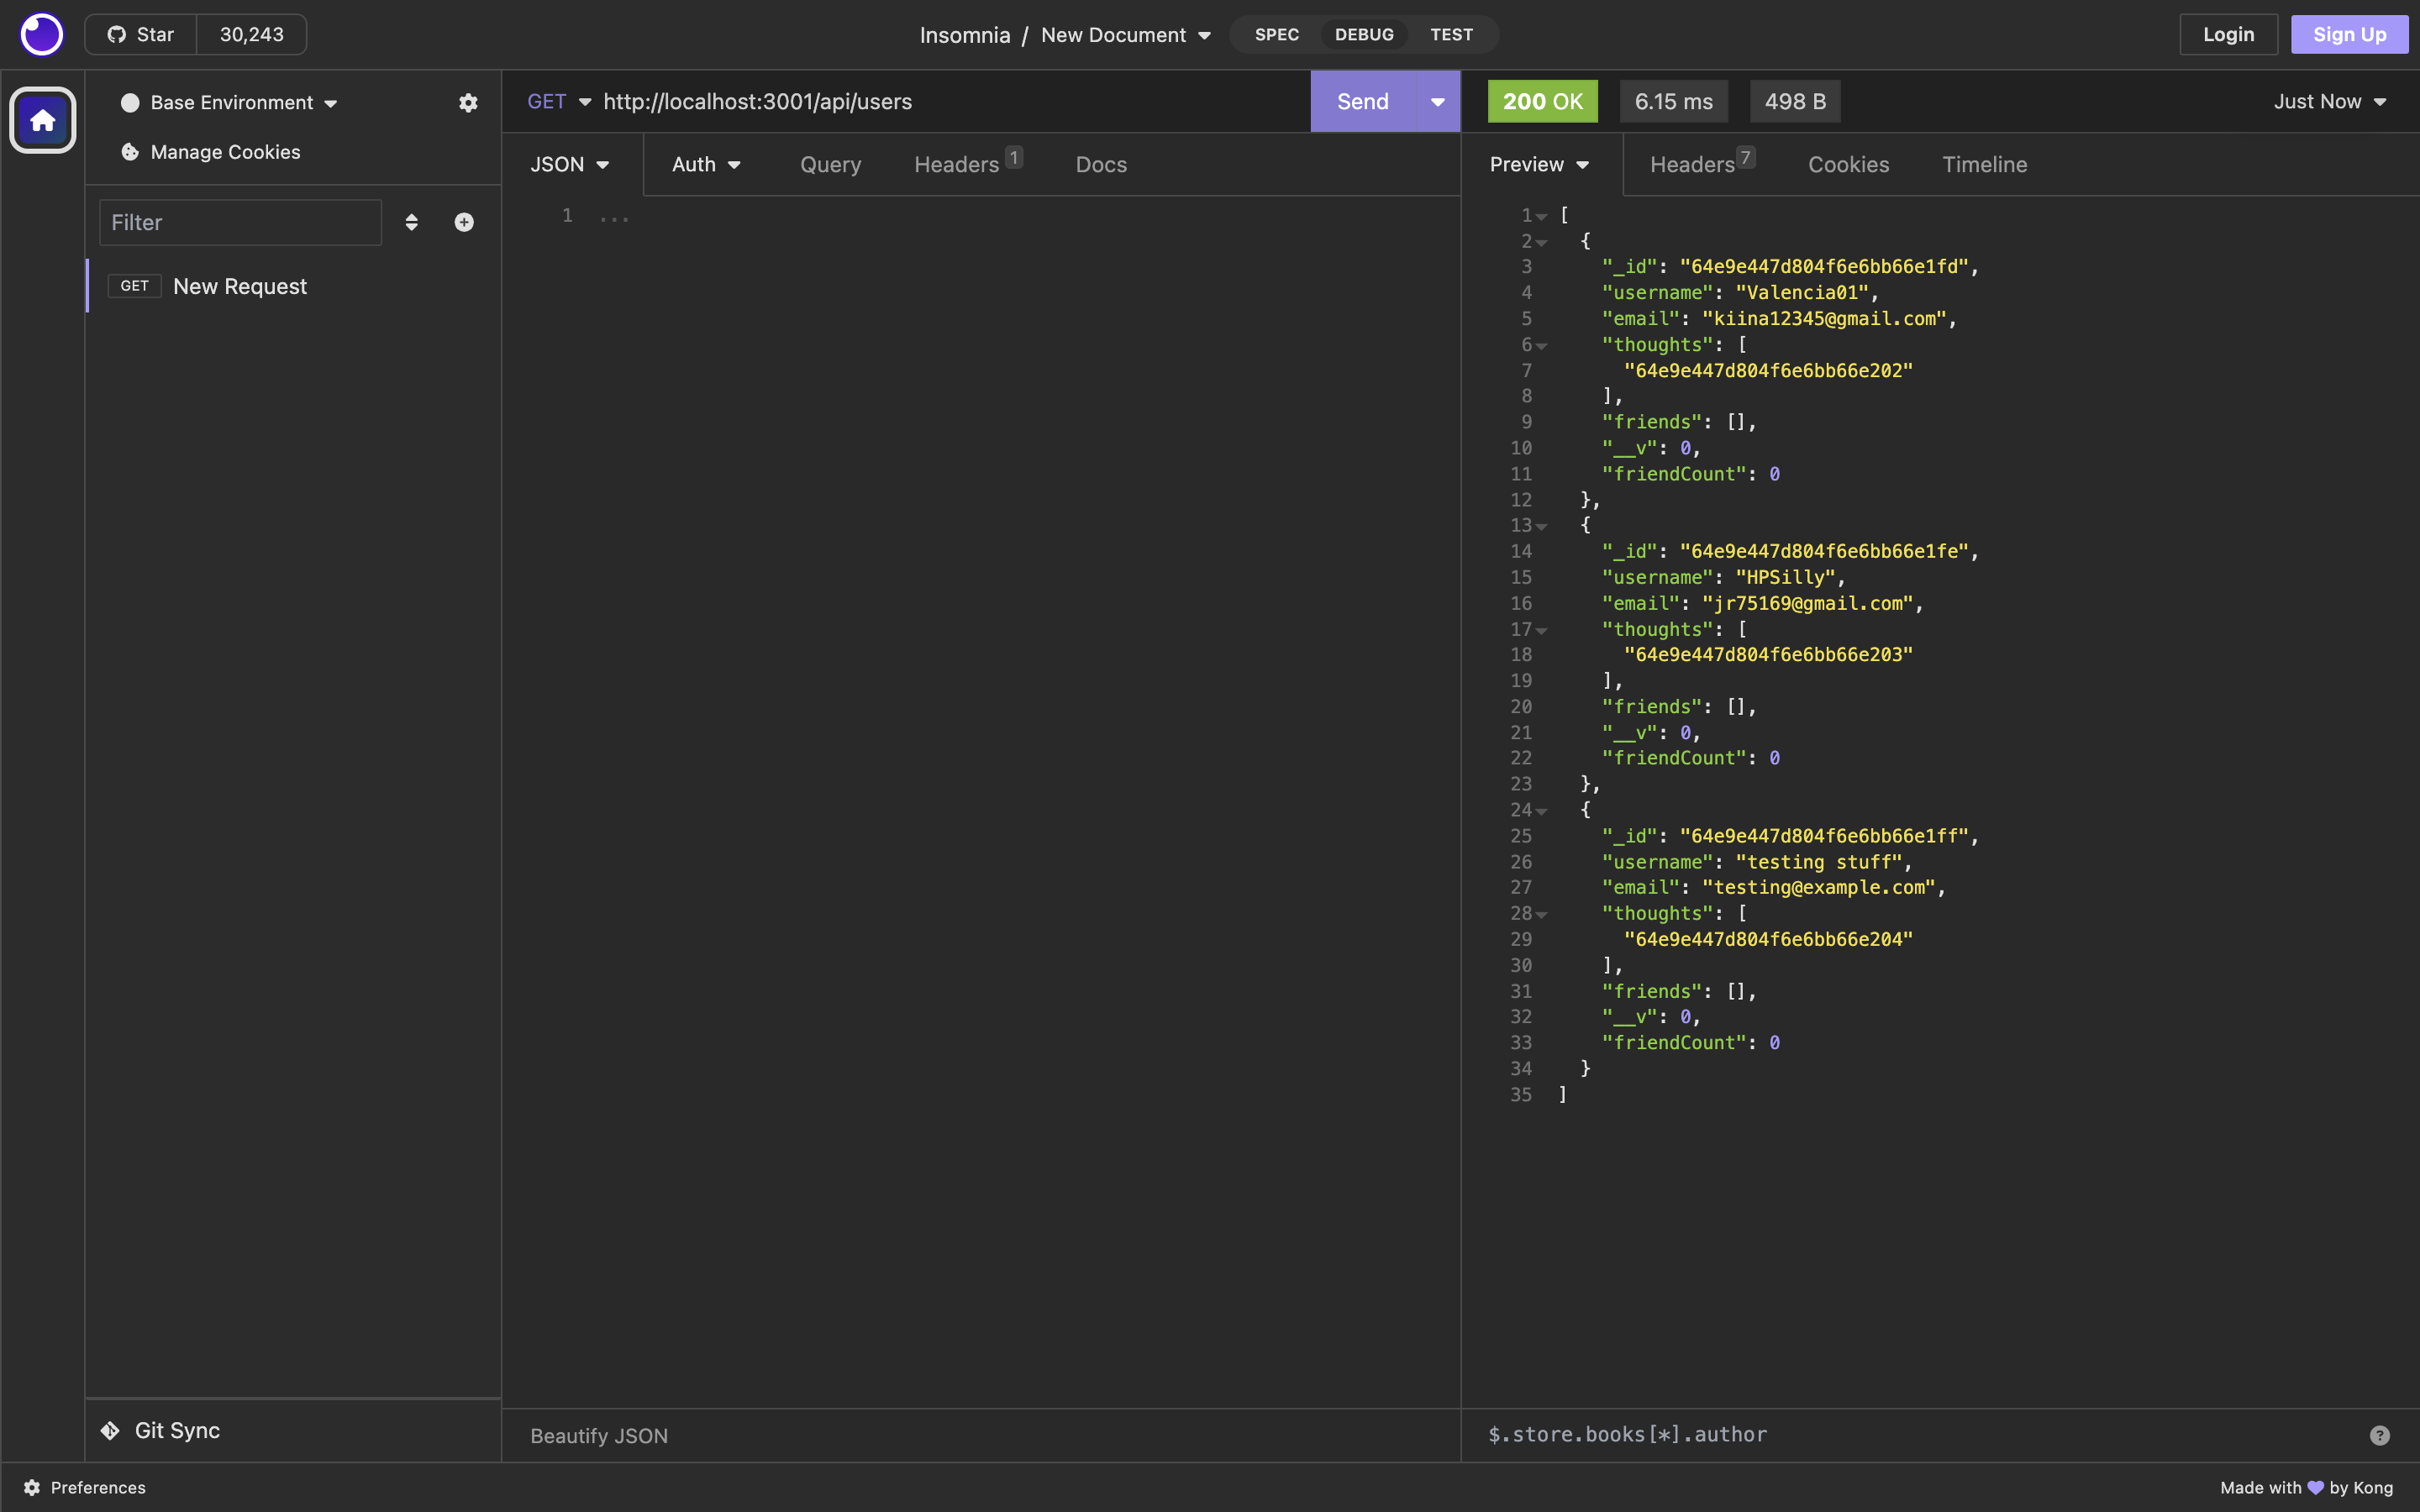 Star 30,243
Insomnia / New Document
SPEC DEBUG TEST
Login Sign Up
Base Environment
Manage Cookies
Filter
GET New Request
Git Sync
GET http://localhost:3001/api/users Send
JSON Auth Query Headers 1 Docs
1 ...
Beautify JSON
200 OK 6.15 ms 498 B Just Now
Preview Headers 7 Cookies Timeline
1 [
2 {
3 "_id": "64e9e447d804f6e6bb66e1fd",
4 "username": "Valencia01",
5 "email": "kiina12345@gmail.com",
6 "thoughts": [
7 "64e9e447d804f6e6bb66e202"
8 ],
9 "friends": [],
10 "__v": 0,
11 "friendCount": 0
12 },
13 {
14 "_id": "64e9e447d804f6e6bb66e1fe",
15 "username": "HPSilly",
16 "email": "jr75169@gmail.com",
17 "thoughts": [
18 "64e9e447d804f6e6bb66e203"
19 ],
20 "friends": [],
21 "__v": 0,
22 "friendCount": 0
23 },
24 {
25 "_id": "64e9e447d804f6e6bb66e1ff",
26 "username": "testing stuff",
27 "email": "testing@example.com",
28 "thoughts": [
29 "64e9e447d804f6e6bb66e204"
30 ],
31 "friends": [],
32 "__v": 0,
33 "friendCount": 0
34 }
35 ]
$.store.books[*].author
?
Preferences
Made with 💜 by Kong